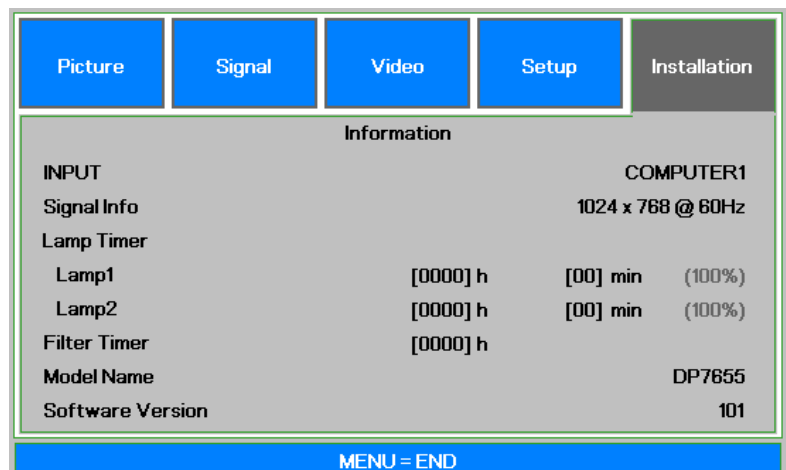 Picture Signal Video Setup Installation
Information
INPUT COMPUTER1
Signal Info 1024 x 768 @ 60Hz
Lamp Timer
Lamp1 [0000] h [00] min (100%)
Lamp2 [0000] h [00] min (100%)
Filter Timer [0000] h
Model Name DP7655
Software Version 101
MENU = END